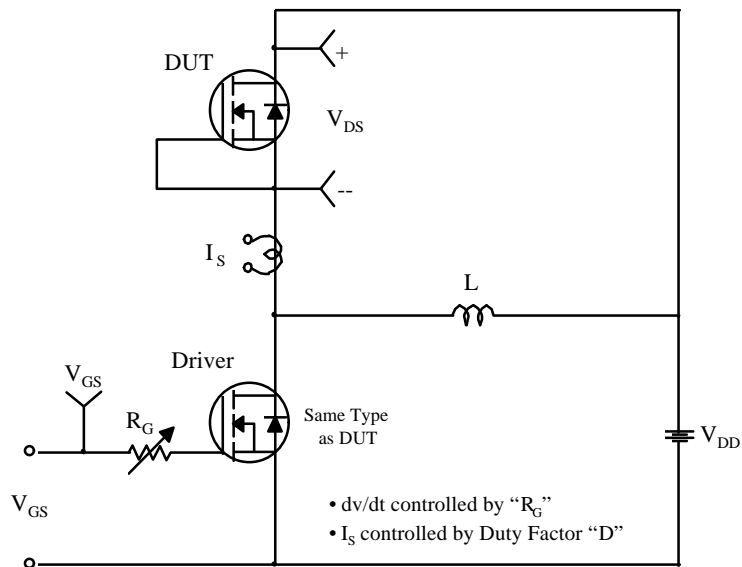 DUT
+
V_DS
--
I_S
L
Driver
V_GS
R_G
Same Type
as DUT
V_DD
V_GS
• dv/dt controlled by “R_G”
• I_S controlled by Duty Factor “D”